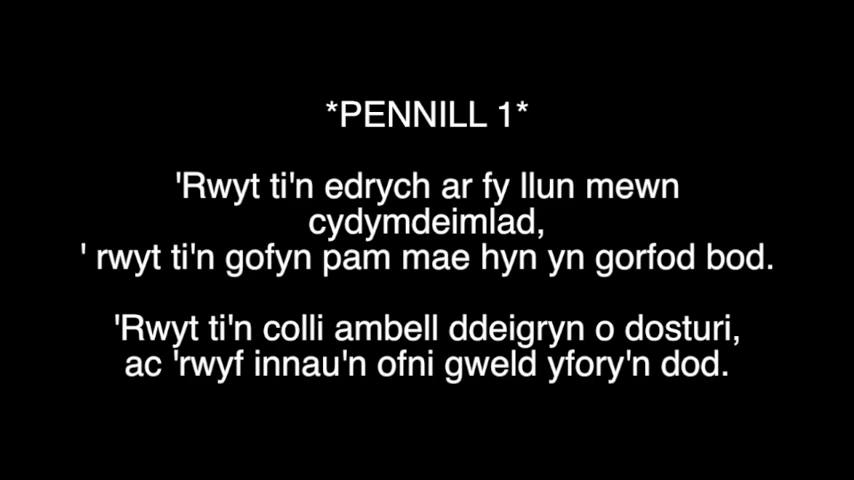 *PENNILL 1*
'Rwyt ti'n edrych ar fy llun mewn
cydymdeimlad,
' rwyt ti'n gofyn pam mae hyn yn gorfod bod.
'Rwyt ti'n colli ambell ddeigryn o dosturi,
ac 'rwyf innau'n ofni gweld yfory'n dod.